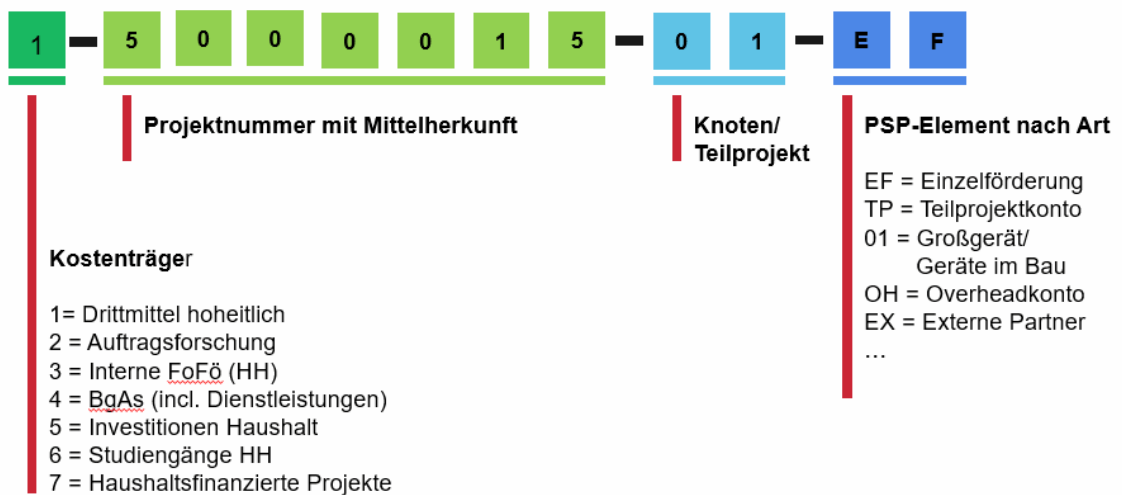 1 - 5 0 0 0 0 1 5 - 0 1 - E F
Projektnummer mit Mittelherkunft
Knoten/
Teilprojekt
PSP-Element nach Art
EF = Einzelförderung
TP = Teilprojektkonto
01 = Großgerät/
Geräte im Bau
OH = Overheadkonto
EX = Externe Partner
...
Kostenträger
1= Drittmittel hoheitlich
2 = Auftragsforschung
3 = Interne FoFö (HH)
4 = BgAs (incl. Dienstleistungen)
5 = Investitionen Haushalt
6 = Studiengänge HH
7 = Haushaltsfinanzierte Projekte